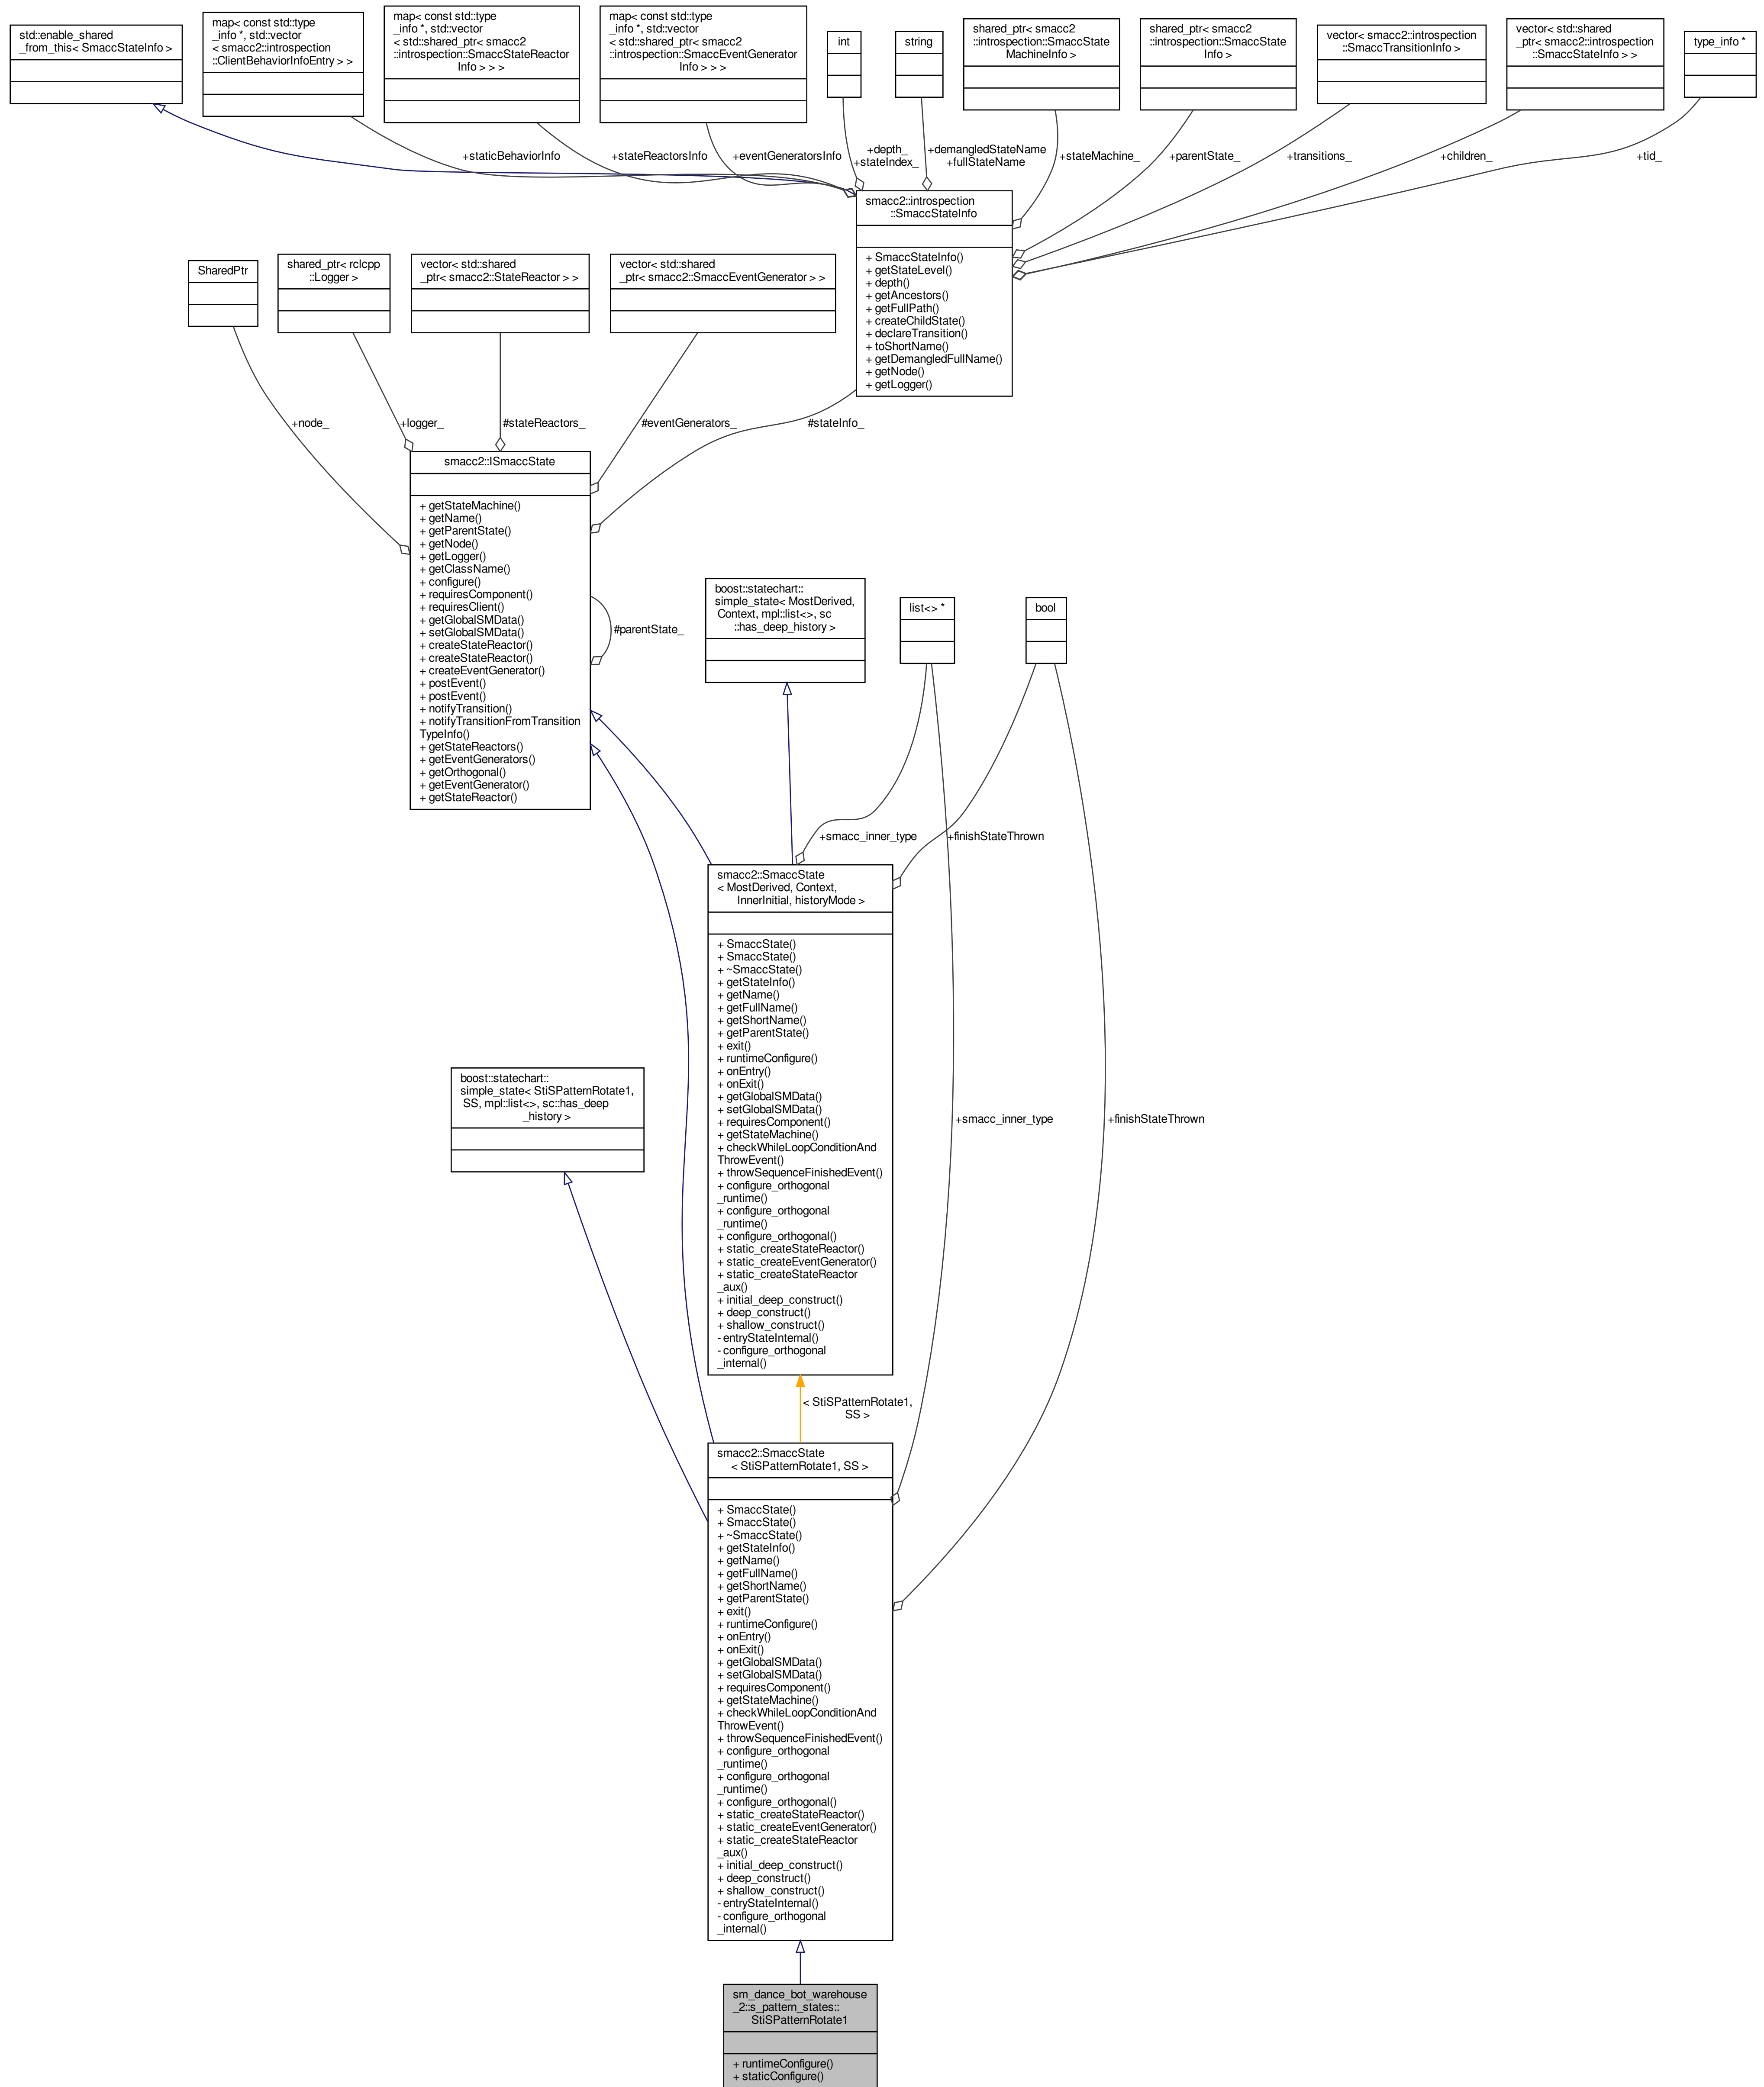 std::enable_shared
_from_this< SmaccStateInfo >
map< const std::type
_info *, std::vector
< smacc2::introspection
::ClientBehaviorInfoEntry > >
map< const std::type
_info *, std::vector
< std::shared_ptr< smacc2
::introspection::SmaccStateReactor
Info > > >
map< const std::type
_info *, std::vector
< std::shared_ptr< smacc2
::introspection::SmaccEventGenerator
Info > > >
int
string
shared_ptr< smacc2
::introspection::SmaccState
MachineInfo >
shared_ptr< smacc2
::introspection::SmaccState
Info >
vector< smacc2::introspection
::SmaccTransitionInfo >
vector< std::shared
_ptr< smacc2::introspection
::SmaccStateInfo > >
type_info *
+staticBehaviorInfo
+stateReactorsInfo
+eventGeneratorsInfo
+depth_
+stateIndex_
+demangledStateName
+fullStateName
+stateMachine_
+parentState_
+transitions_
+children_
+tid_
smacc2::introspection
::SmaccStateInfo
+ SmaccStateInfo()
+ getStateLevel()
+ depth()
+ getAncestors()
+ getFullPath()
+ createChildState()
+ declareTransition()
+ toShortName()
+ getDemangledFullName()
+ getNode()
+ getLogger()
SharedPtr
shared_ptr< rclcpp
::Logger >
vector< std::shared
_ptr< smacc2::StateReactor > >
vector< std::shared
_ptr< smacc2::SmaccEventGenerator > >
+node_
+logger_
#stateReactors_
#eventGenerators_
#stateInfo_
smacc2::ISmaccState
+ getStateMachine()
+ getName()
+ getParentState()
+ getNode()
+ getLogger()
+ getClassName()
+ configure()
+ requiresComponent()
+ requiresClient()
+ getGlobalSMData()
+ setGlobalSMData()
+ createStateReactor()
+ createStateReactor()
+ createEventGenerator()
+ postEvent()
+ postEvent()
+ notifyTransition()
+ notifyTransitionFromTransition
TypeInfo()
+ getStateReactors()
+ getEventGenerators()
+ getOrthogonal()
+ getEventGenerator()
+ getStateReactor()
#parentState_
boost::statechart::
simple_state< MostDerived,
Context, mpl::list<>, sc
::has_deep_history >
list<> *
bool
+smacc_inner_type
+finishStateThrown
smacc2::SmaccState
< MostDerived, Context,
InnerInitial, historyMode >
+ SmaccState()
+ SmaccState()
+ ~SmaccState()
+ getStateInfo()
+ getName()
+ getFullName()
+ getShortName()
+ getParentState()
+ exit()
+ runtimeConfigure()
+ onEntry()
+ onExit()
+ getGlobalSMData()
+ setGlobalSMData()
+ requiresComponent()
+ getStateMachine()
+ checkWhileLoopConditionAnd
ThrowEvent()
+ throwSequenceFinishedEvent()
+ configure_orthogonal
_runtime()
+ configure_orthogonal
_runtime()
+ configure_orthogonal()
+ static_createStateReactor()
+ static_createEventGenerator()
+ static_createStateReactor
_aux()
+ initial_deep_construct()
+ deep_construct()
+ shallow_construct()
- entryStateInternal()
- configure_orthogonal
_internal()
boost::statechart::
simple_state< StiSPatternRotate1,
SS, mpl::list<>, sc::has_deep
_history >
+smacc_inner_type
+finishStateThrown
< StiSPatternRotate1,
SS >
smacc2::SmaccState
< StiSPatternRotate1, SS >
+ SmaccState()
+ SmaccState()
+ ~SmaccState()
+ getStateInfo()
+ getName()
+ getFullName()
+ getShortName()
+ getParentState()
+ exit()
+ runtimeConfigure()
+ onEntry()
+ onExit()
+ getGlobalSMData()
+ setGlobalSMData()
+ requiresComponent()
+ getStateMachine()
+ checkWhileLoopConditionAnd
ThrowEvent()
+ throwSequenceFinishedEvent()
+ configure_orthogonal
_runtime()
+ configure_orthogonal
_runtime()
+ configure_orthogonal()
+ static_createStateReactor()
+ static_createEventGenerator()
+ static_createStateReactor
_aux()
+ initial_deep_construct()
+ deep_construct()
+ shallow_construct()
- entryStateInternal()
- configure_orthogonal
_internal()
sm_dance_bot_warehouse
_2::s_pattern_states::
StiSPatternRotate1
+ runtimeConfigure()
+ staticConfigure()